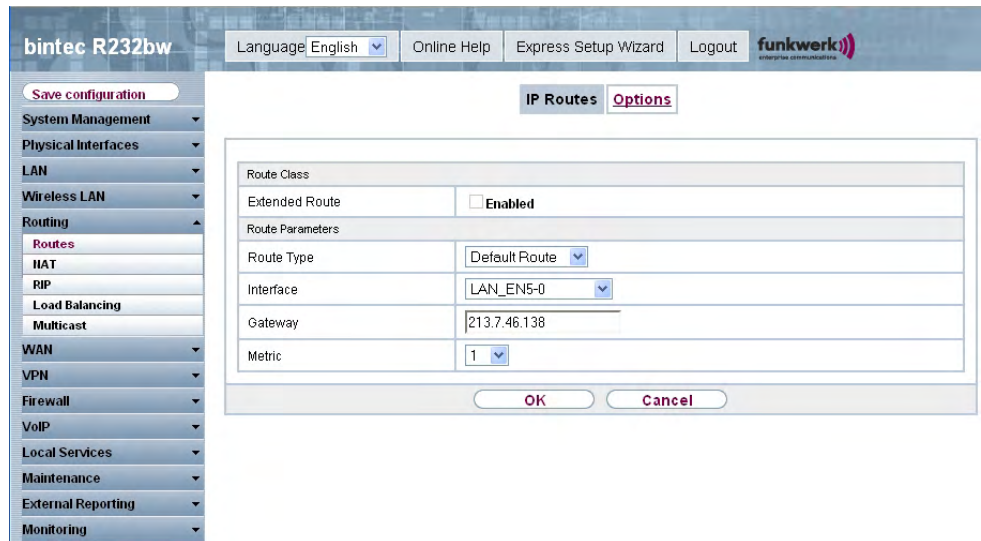 bintec R232bw
Language English Online Help Express Setup Wizard Logout funkwerk
enterprise communications
Save configuration
System Management
Physical Interfaces
LAN
Wireless LAN
Routing
Routes
NAT
RIP
Load Balancing
Multicast
WAN
VPN
Firewall
VoIP
Local Services
Maintenance
External Reporting
Monitoring
IP Routes Options
Route Class
Extended Route Enabled
Route Parameters
Route Type Default Route
Interface LAN_EN5-0
Gateway 213.7.46.138
Metric 1
OK Cancel